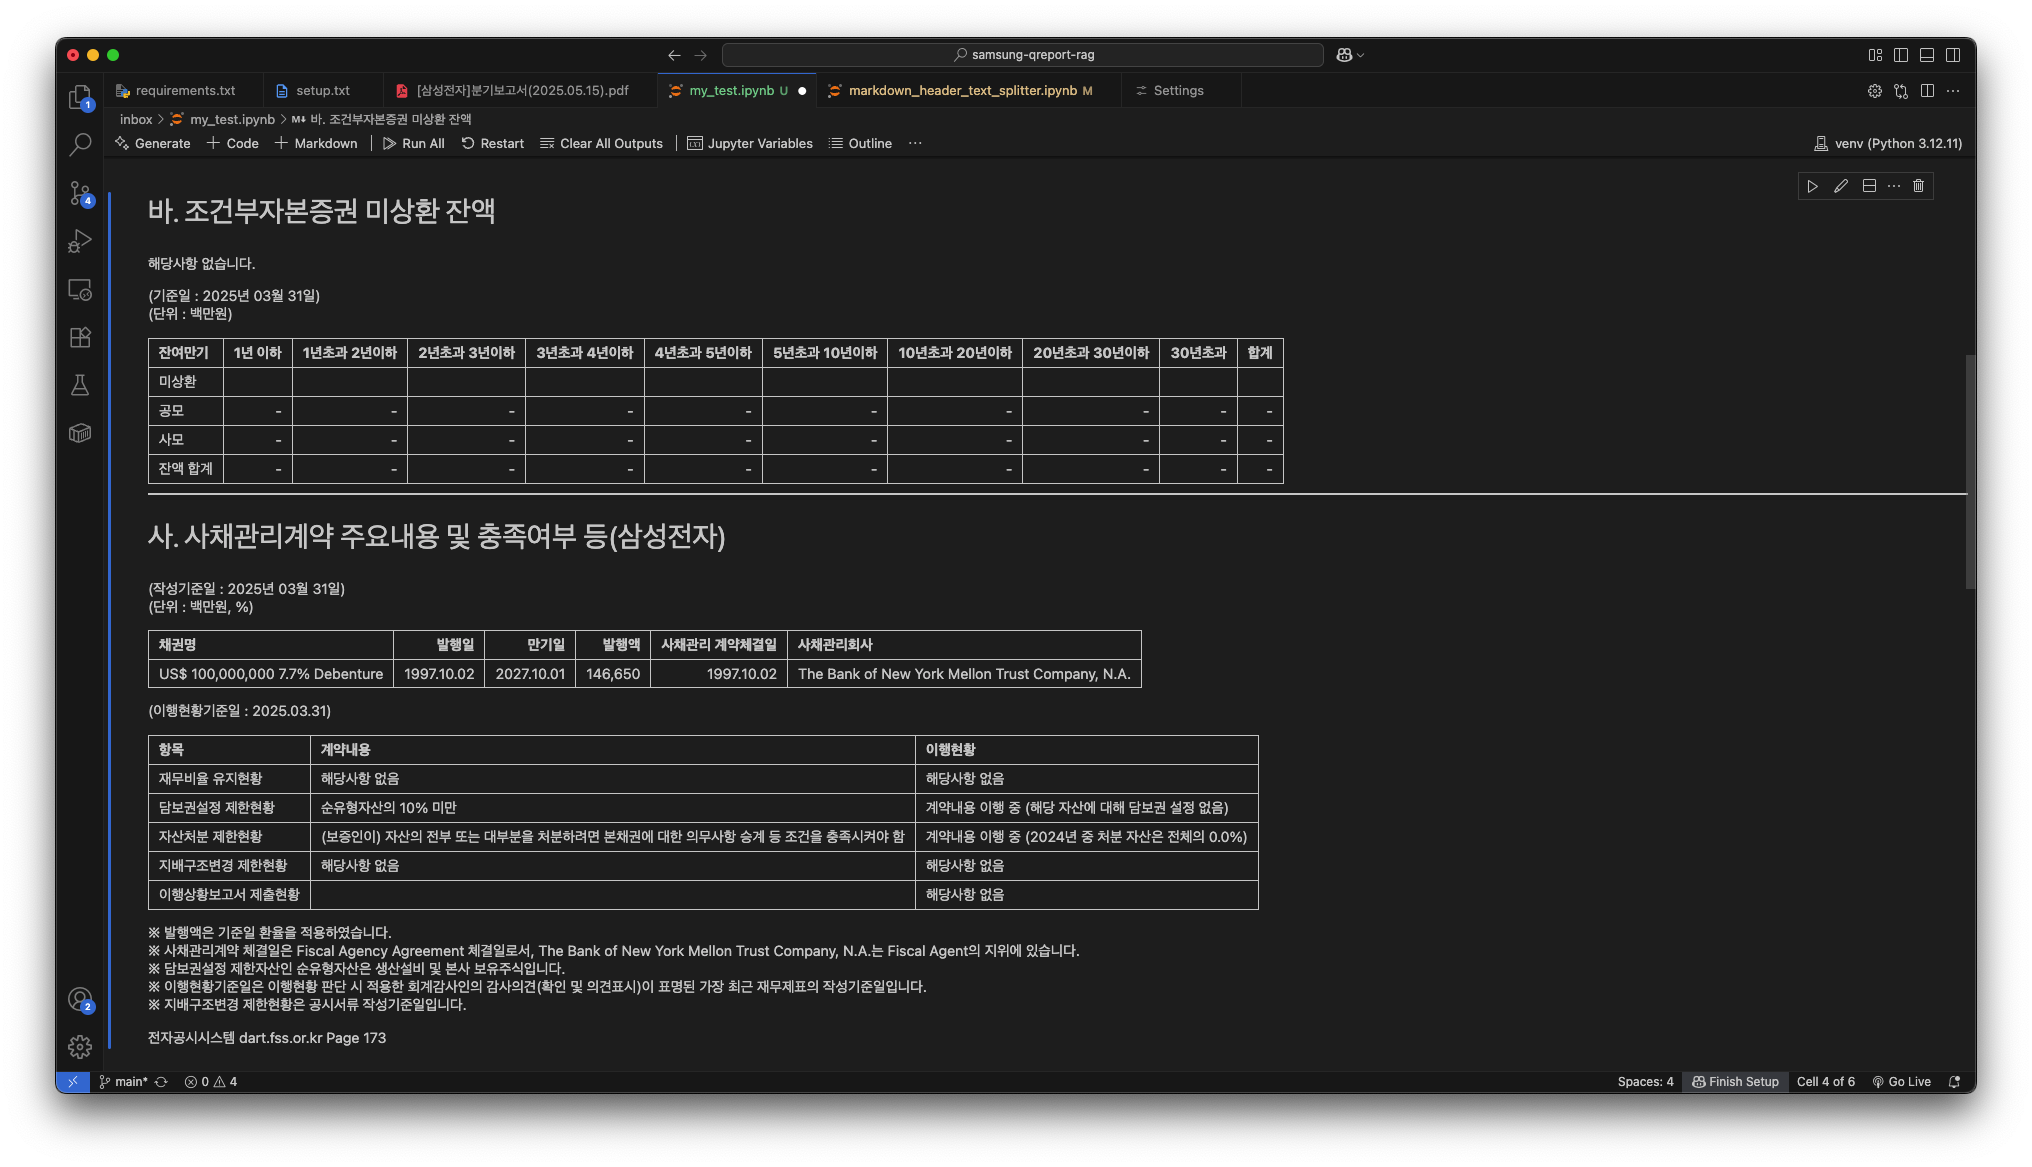 samsung-qreport-rag
requirements.txt
setup.txt
[삼성전자]분기보고서(2025.05.15).pdf
my_test.ipynb U
markdown_header_text_splitter.ipynb M
Settings
inbox > my_test.ipynb > M↓ 바. 조건부자본증권 미상환 잔액
Generate + Code + Markdown Run All Restart Clear All Outputs Jupyter Variables Outline ···
venv (Python 3.12.11)
1
4
바. 조건부자본증권 미상환 잔액
해당사항 없습니다.
(기준일 : 2025년 03월 31일)
(단위 : 백만원)
잔여만기 1년 이하 1년초과 2년이하 2년초과 3년이하 3년초과 4년이하 4년초과 5년이하 5년초과 10년이하 10년초과 20년이하 20년초과 30년이하 30년초과 합계
미상환
공모 - - - - - - - - - -
사모 - - - - - - - - - -
잔액 합계 - - - - - - - - - -
사. 사채관리계약 주요내용 및 충족여부 등(삼성전자)
(작성기준일 : 2025년 03월 31일)
(단위 : 백만원, %)
채권명 발행일 만기일 발행액 사채관리 계약체결일 사채관리회사
US$ 100,000,000 7.7% Debenture 1997.10.02 2027.10.01 146,650 1997.10.02 The Bank of New York Mellon Trust Company, N.A.
(이행현황기준일 : 2025.03.31)
항목 계약내용 이행현황
재무비율 유지현황 해당사항 없음 해당사항 없음
담보권설정 제한현황 순유형자산의 10% 미만 계약내용 이행 중 (해당 자산에 대해 담보권 설정 없음)
자산처분 제한현황 (보증인이) 자산의 전부 또는 대부분을 처분하려면 본채권에 대한 의무사항 승계 등 조건을 충족시켜야 함 계약내용 이행 중 (2024년 중 처분 자산은 전체의 0.0%)
지배구조변경 제한현황 해당사항 없음 해당사항 없음
이행상황보고서 제출현황 해당사항 없음
※ 발행액은 기준일 환율을 적용하였습니다.
※ 사채관리계약 체결일은 Fiscal Agency Agreement 체결일로서, The Bank of New York Mellon Trust Company, N.A.는 Fiscal Agent의 지위에 있습니다.
※ 담보권설정 제한자산인 순유형자산은 생산설비 및 본사 보유주식입니다.
※ 이행현황기준일은 이행현황 판단 시 적용한 회계감사인의 감사의견(확인 및 의견표시)이 표명된 가장 최근 재무제표의 작성기준일입니다.
※ 지배구조변경 제한현황은 공시서류 작성기준일입니다.
전자공시시스템 dart.fss.or.kr Page 173
2
main* 0 4
Spaces: 4 Finish Setup Cell 4 of 6 Go Live